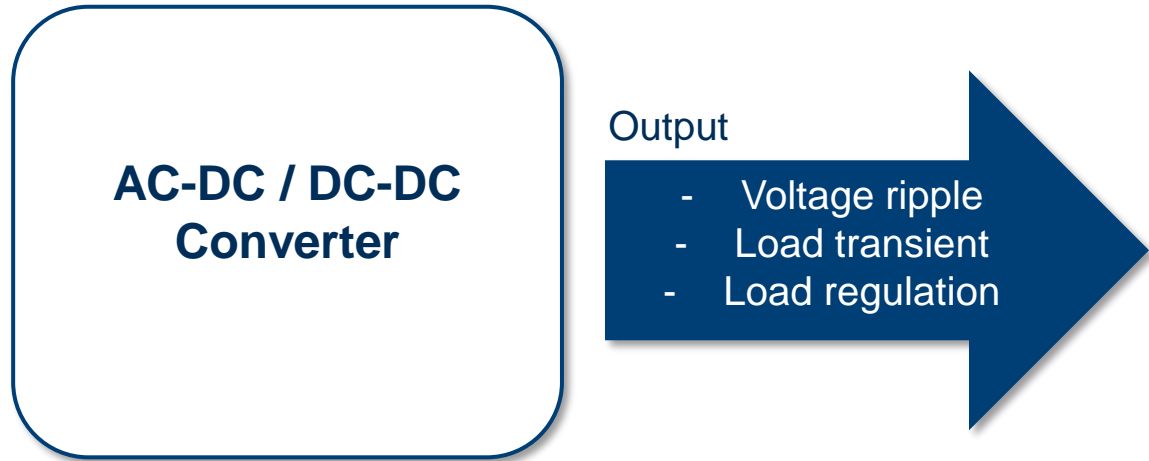 AC-DC / DC-DC
Converter
Output
- Voltage ripple
- Load transient
- Load regulation